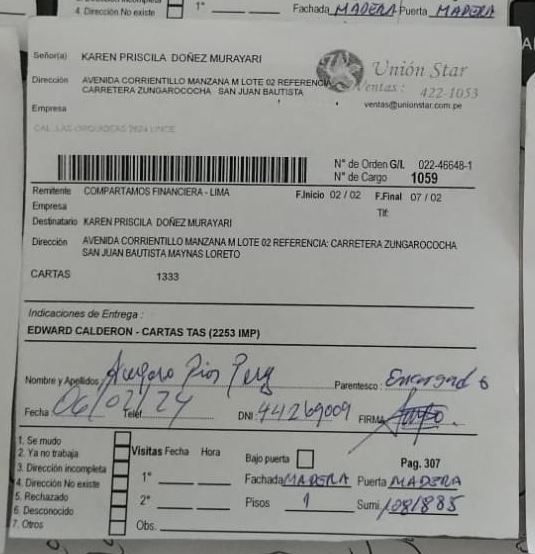 4. Dirección No existe 1° Fachada MADERA Puerta MADERA
Señor(a) KAREN PRISCILA DOÑEZ MURAYARI
Dirección AVENIDA CORRIENTILLO MANZANA M LOTE 02 REFERENCIA
CARRETERA ZUNGAROCOCHA SAN JUAN BAUTISTA
Empresa
Unión Star
Ventas : 422-1053
ventas@unionstar.com.pe
CAL. LAS ORQUIDEAS 2624 LINCE
N° de Orden G/I. 022-46648-1
N° de Cargo 1059
Remitente COMPARTAMOS FINANCIERA - LIMA F.Inicio 02 / 02 F.Final 07 / 02
Empresa Tlf:
Destinatario KAREN PRISCILA DOÑEZ MURAYARI
Dirección AVENIDA CORRIENTILLO MANZANA M LOTE 02 REFERENCIA: CARRETERA ZUNGAROCOCHA
SAN JUAN BAUTISTA MAYNAS LORETO
CARTAS 1333
Indicaciones de Entrega :
EDWARD CALDERON - CARTAS TAS (2253 IMP)
Nombre y Apellidos Parentesco : Encargado
Fecha 06/02/24 Telef. DNI : 44269009 FIRMA
1. Se mudo
2. Ya no trabaja Visitas Fecha Hora Bajo puerta Pag. 307
3. Dirección incompleta
4. Dirección No existe 1° Fachada MADERA Puerta MADERA
5. Rechazado
6. Desconocido 2° Pisos 1 Sumi. 1081885
7. Otros Obs.